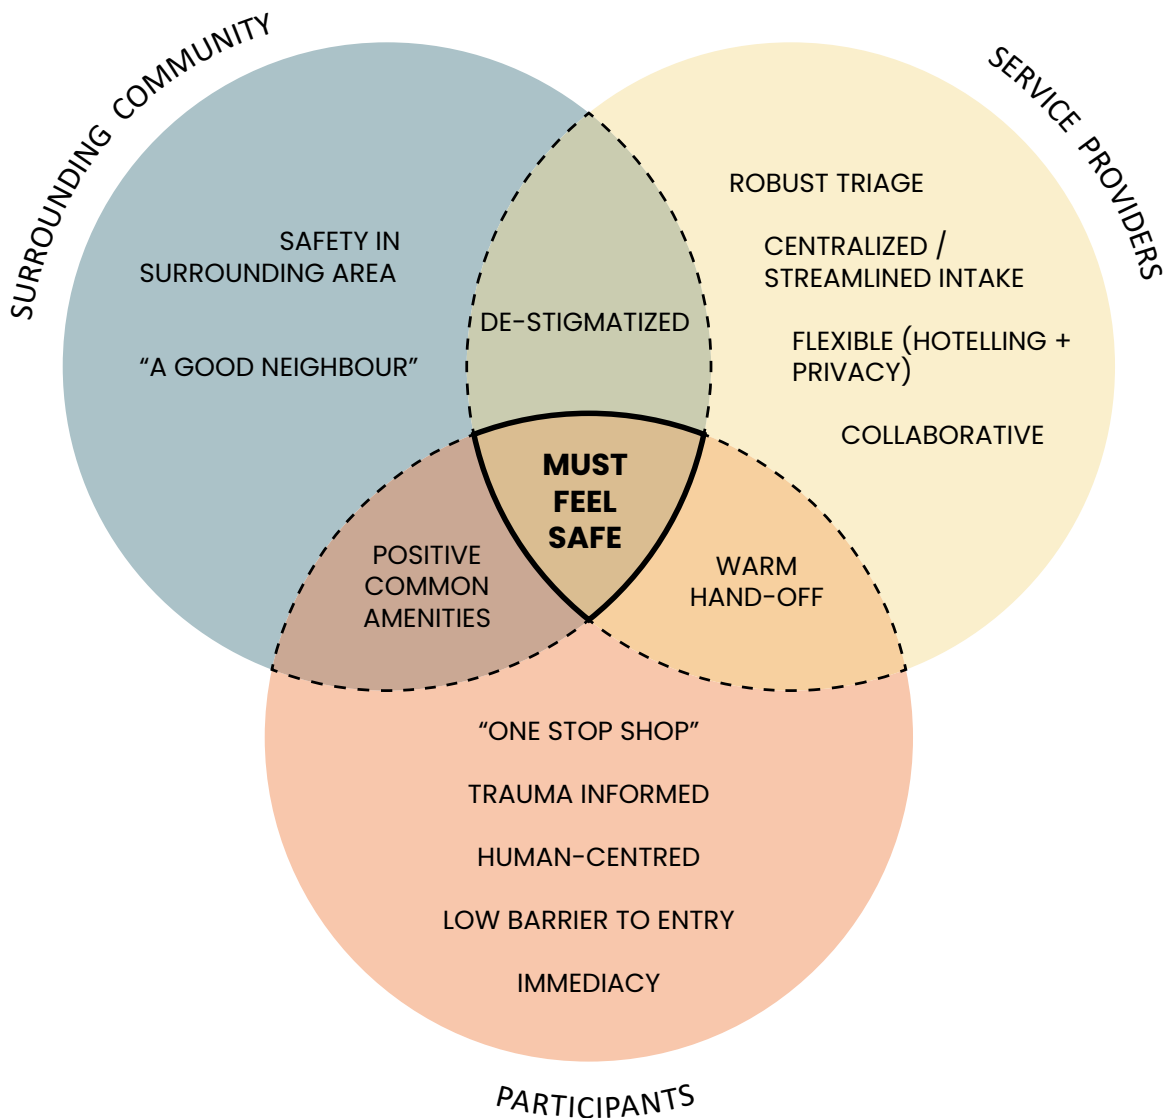 SURROUNDING COMMUNITY
SERVICE PROVIDERS
SAFETY IN
SURROUNDING AREA
“A GOOD NEIGHBOUR”
DE-STIGMATIZED
ROBUST TRIAGE
CENTRALIZED /
STREAMLINED INTAKE
FLEXIBLE (HOTELLING +
PRIVACY)
COLLABORATIVE
MUST
FEEL
SAFE
POSITIVE
COMMON
AMENITIES
WARM
HAND-OFF
“ONE STOP SHOP”
TRAUMA INFORMED
HUMAN-CENTRED
LOW BARRIER TO ENTRY
IMMEDIACY
PARTICIPANTS